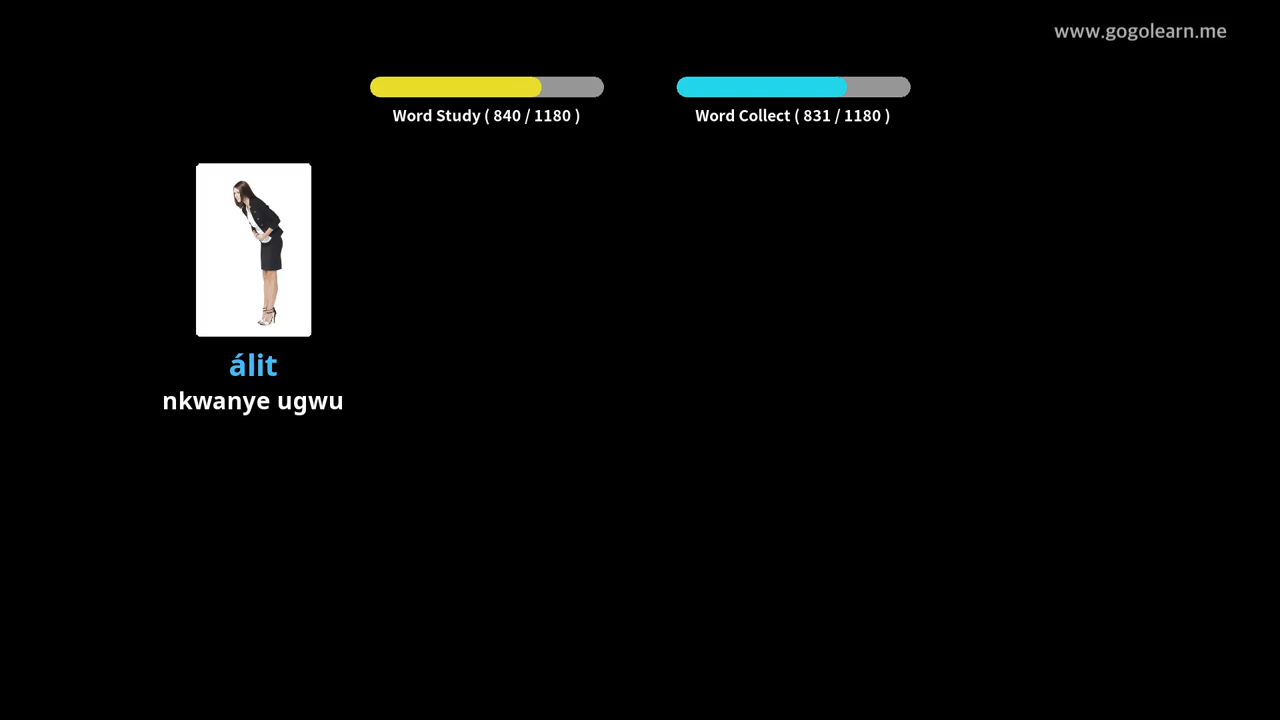 www.gogolearn.me
Word Study ( 840 / 1180 )
Word Collect ( 831 / 1180 )
álit
nkwanye ugwu